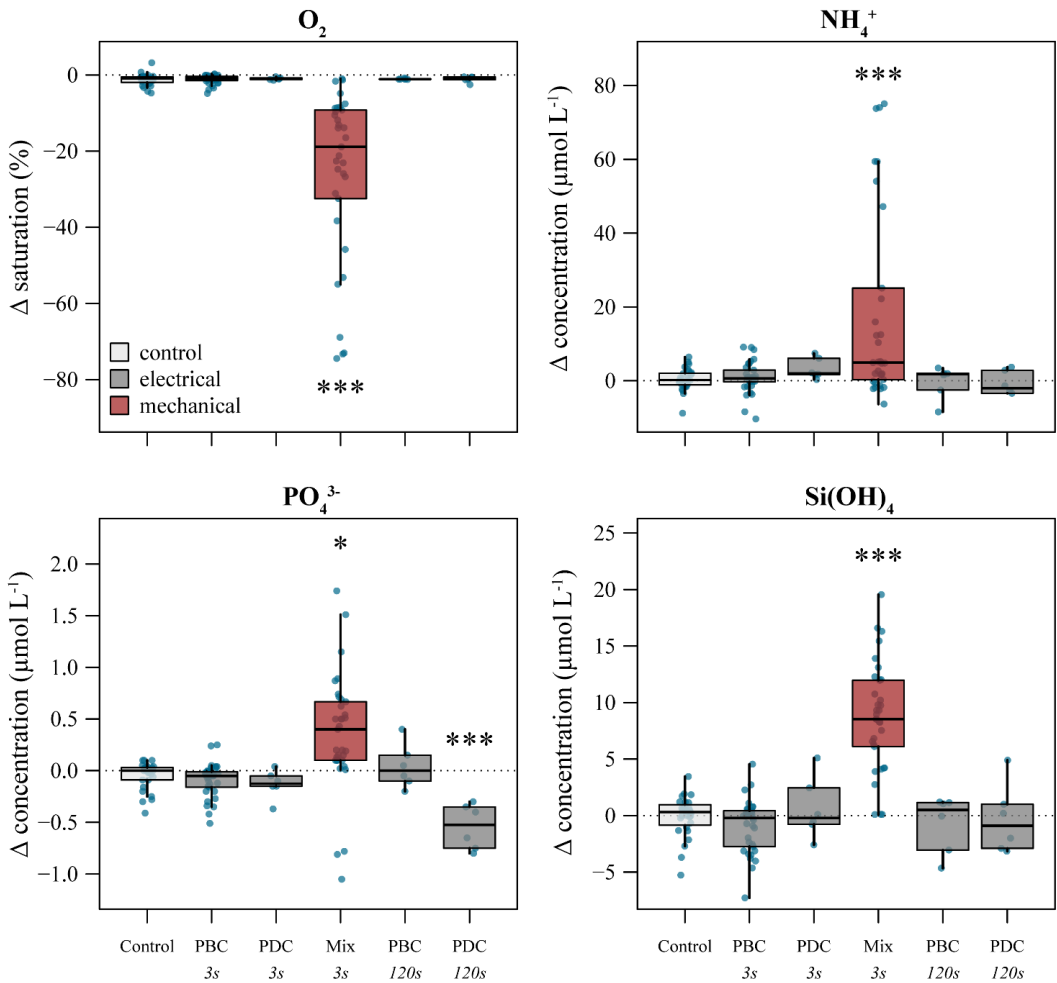 O₂
Δ saturation (%)
0
−20
−40
−60
−80
control
electrical
mechanical
***
NH₄⁺
Δ concentration (μmol L⁻¹)
80
60
40
20
0
***
PO₄³⁻
Δ concentration (μmol L⁻¹)
2.0
1.5
1.0
0.5
0.0
−0.5
−1.0
*
***
Control PBC PDC Mix PBC PDC
3s 3s 3s 120s 120s
Si(OH)₄
Δ concentration (μmol L⁻¹)
25
20
15
10
5
0
−5
***
Control PBC PDC Mix PBC PDC
3s 3s 3s 120s 120s